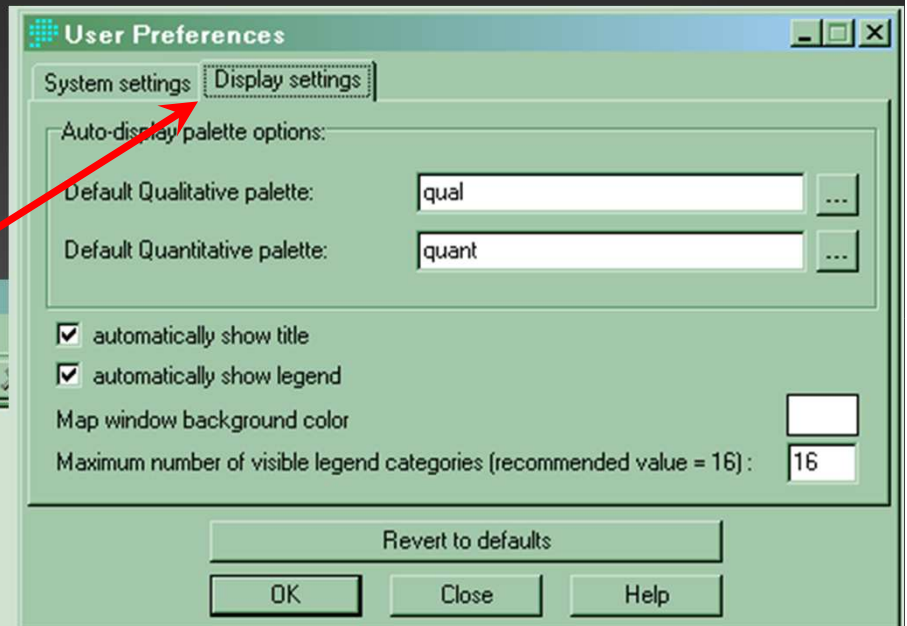 User Preferences
System settings
Display settings
Auto-display palette options:
Default Qualitative palette:
qual
...
Default Quantitative palette:
quant
...
automatically show title
automatically show legend
Map window background color
Maximum number of visible legend categories (recommended value = 16) :
16
Revert to defaults
OK
Close
Help